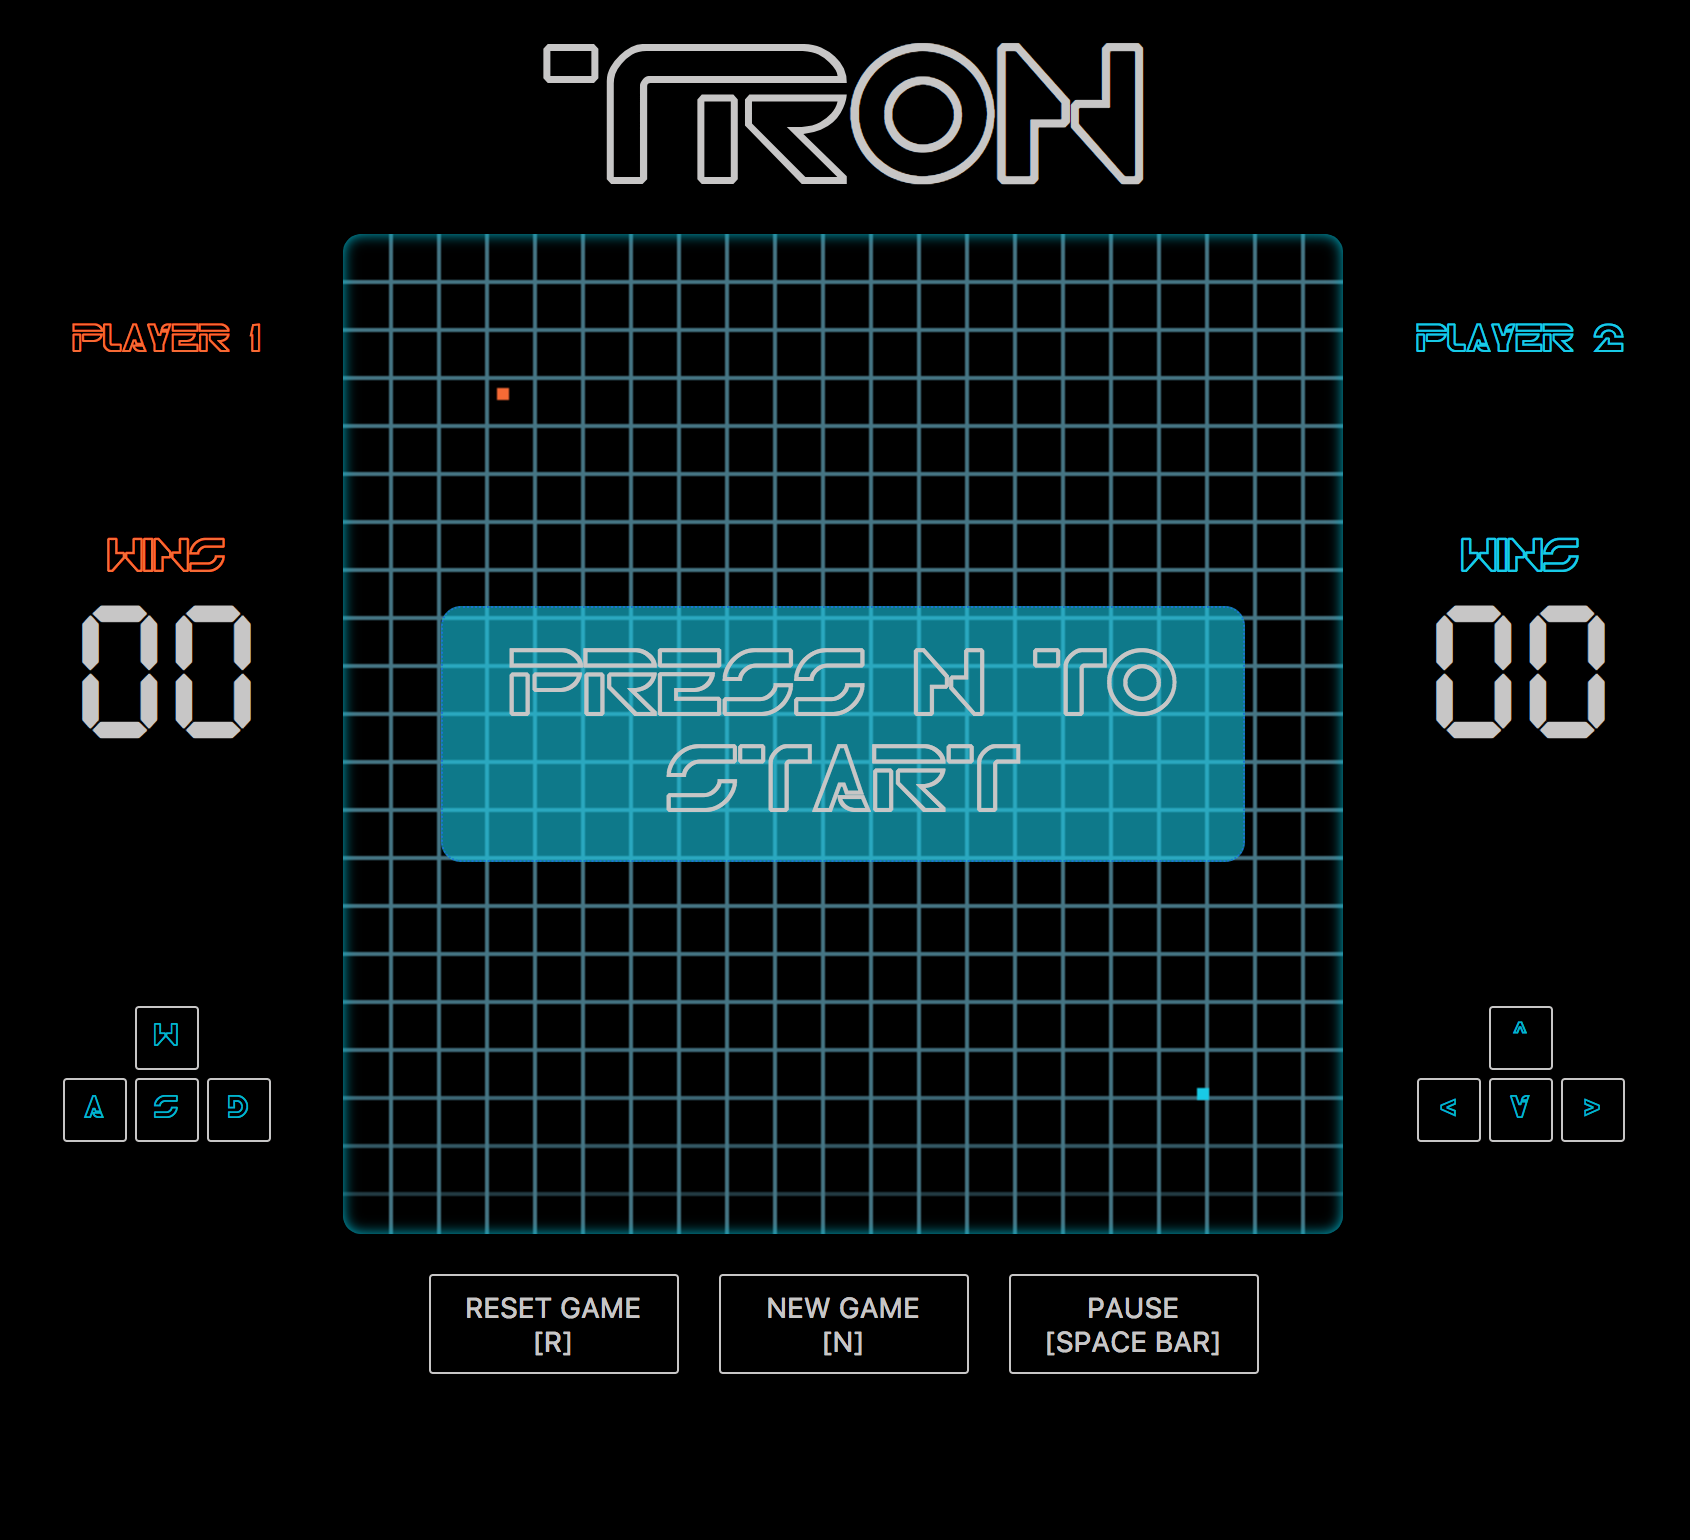 TRON
PLAYER 1
PLAYER 2
WINS
00
WINS
00
PRESS N TO
START
W
A S D
^
< V >
RESET GAME
[R]
NEW GAME
[N]
PAUSE
[SPACE BAR]